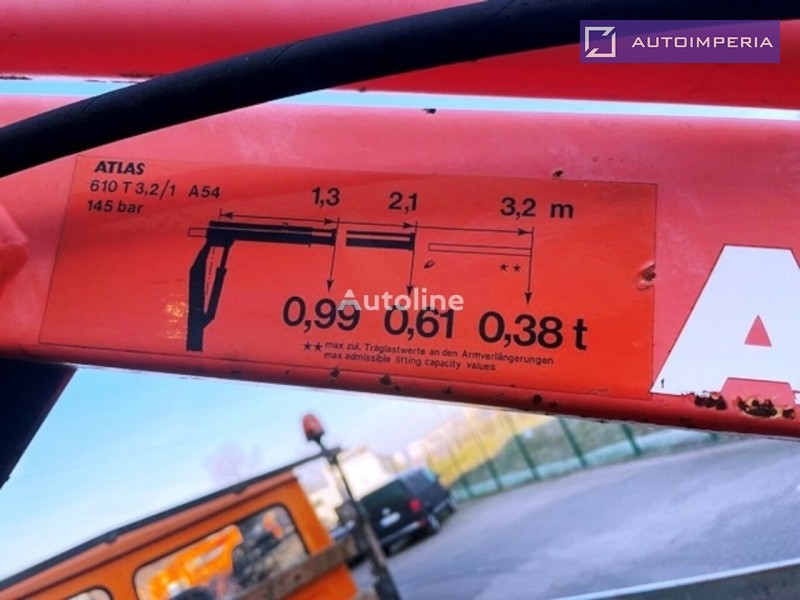 AUTOIMPERIA
ATLAS
610 T 3,2/1 A54
145 bar
1,3 2,1 3,2 m
**
Autoline
0,99 0,61 0,38 t
** max zul. Traglastwerte an den Armverlängerungen
max admissible lifting capacity values
A